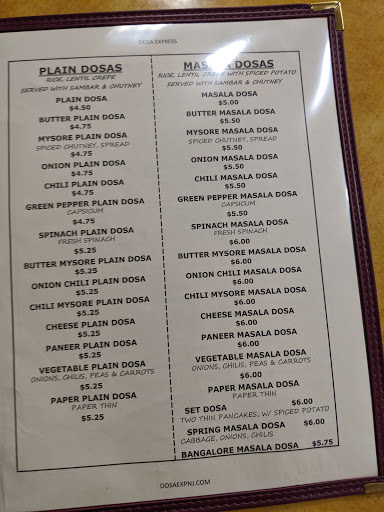 DOSA EXPRESS
PLAIN DOSAS
RICE, LENTIL CREFE
SERVED WITH SAMBAR & CHUTNEY
PLAIN DOSA
$4.50
BUTTER PLAIN DOSA
$4.75
MYSORE PLAIN DOSA
SPICED CHUTNEY, SPREAD
$4.75
ONION PLAIN DOSA
$4.75
CHILI PLAIN DOSA
$4.75
GREEN PEPPER PLAIN DOSA
CAPSICUM
$4.75
SPINACH PLAIN DOSA
FRESH SPINACH
$5.25
BUTTER MYSORE PLAIN DOSA
$5.25
ONION CHILI PLAIN DOSA
$5.25
CHILI MYSORE PLAIN DOSA
$5.25
CHEESE PLAIN DOSA
$5.25
PANEER PLAIN DOSA
$5.25
VEGETABLE PLAIN DOSA
ONIONS, CHILIS, PEAS & CARROTS
$5.25
PAPER PLAIN DOSA
PAPER THIN
$5.25
MASALA DOSAS
RICE, LENTIL CREFE WITH SPICED POTATO
SERVED WITH SAMBAR & CHUTNEY
MASALA DOSA
$5.00
BUTTER MASALA DOSA
$5.50
MYSORE MASALA DOSA
SPICED CHUTNEY, SPREAD
$5.50
ONION MASALA DOSA
$5.50
CHILI MASALA DOSA
$5.50
GREEN PEPPER MASALA DOSA
CAPSICUM
$5.50
SPINACH MASALA DOSA
FRESH SPINACH
$6.00
BUTTER MYSORE MASALA DOSA
$6.00
ONION CHILI MASALA DOSA
$6.00
CHILI MYSORE MASALA DOSA
$6.00
CHEESE MASALA DOSA
$6.00
PANEER MASALA DOSA
$6.00
VEGETABLE MASALA DOSA
ONIONS, CHILIS, PEAS & CARROTS
$6.00
PAPER MASALA DOSA
PAPER THIN
SET DOSA $6.00
TWO THIN PANCAKES, W/ SPICED POTATO
SPRING MASALA DOSA $6.00
CABBAGE, ONIONS, CHILIS
BANGALORE MASALA DOSA $5.75
DOSAEXPNJ.COM